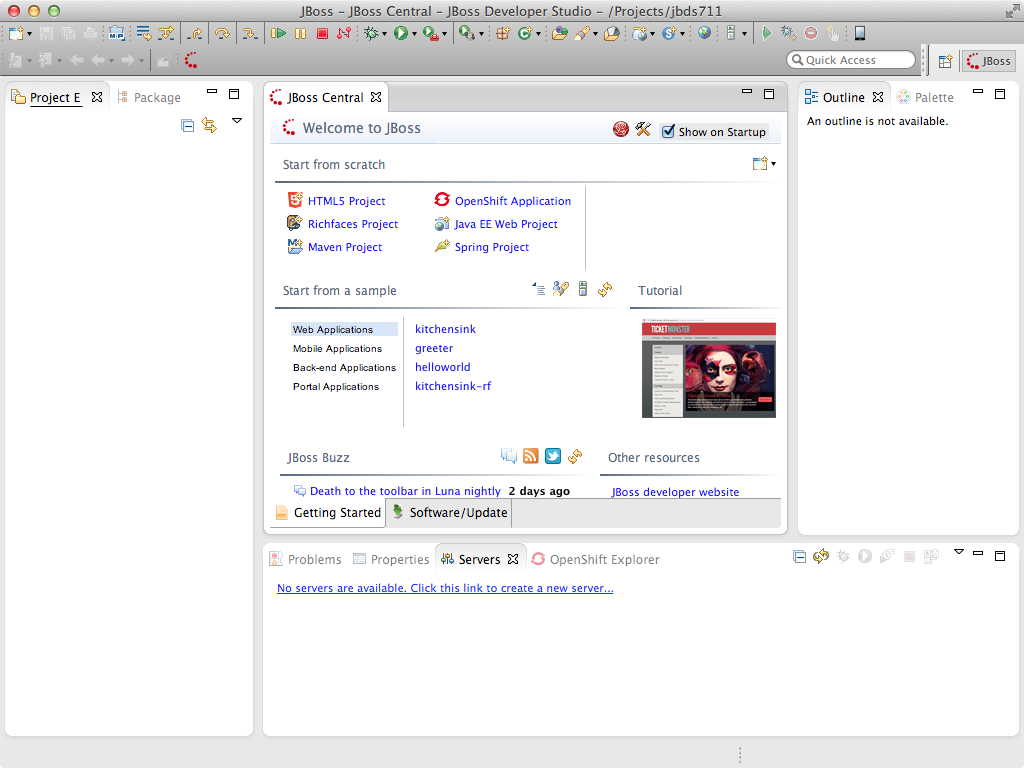 JBoss – JBoss Central – JBoss Developer Studio – /Projects/jbds711
Quick Access
JBoss
Project E
Package
JBoss Central
Outline
Palette
An outline is not available.
Welcome to JBoss
Show on Startup
Start from scratch
HTML5 Project
OpenShift Application
Richfaces Project
Java EE Web Project
Maven Project
Spring Project
Start from a sample
Tutorial
Web Applications
Mobile Applications
Back-end Applications
Portal Applications
kitchensink
greeter
helloworld
kitchensink-rf
TICKETMONSTER
JBoss Buzz
Other resources
Death to the toolbar in Luna nightly 2 days ago
JBoss developer website
Getting Started
Software/Update
Problems
Properties
Servers
OpenShift Explorer
No servers are available. Click this link to create a new server...